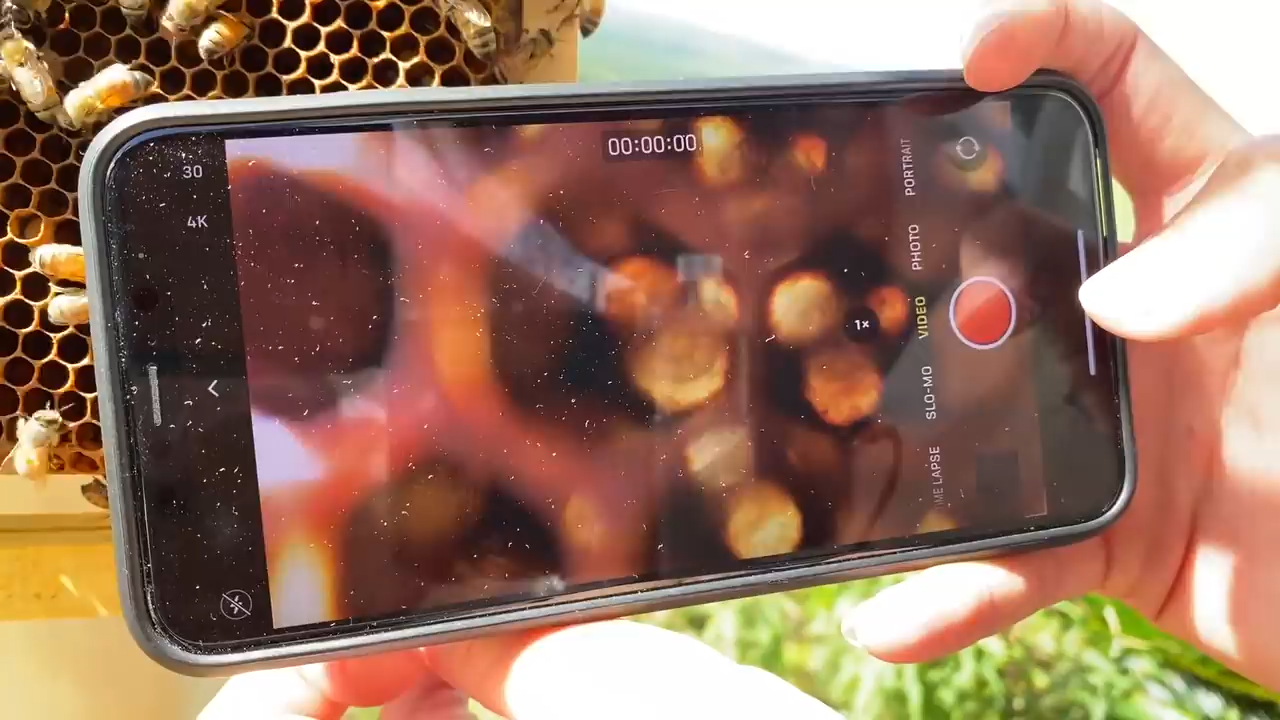 30
4K
00:00:00
PORTRAIT
PHOTO
1×
VIDEO
SLO-MO
ME LAPSE